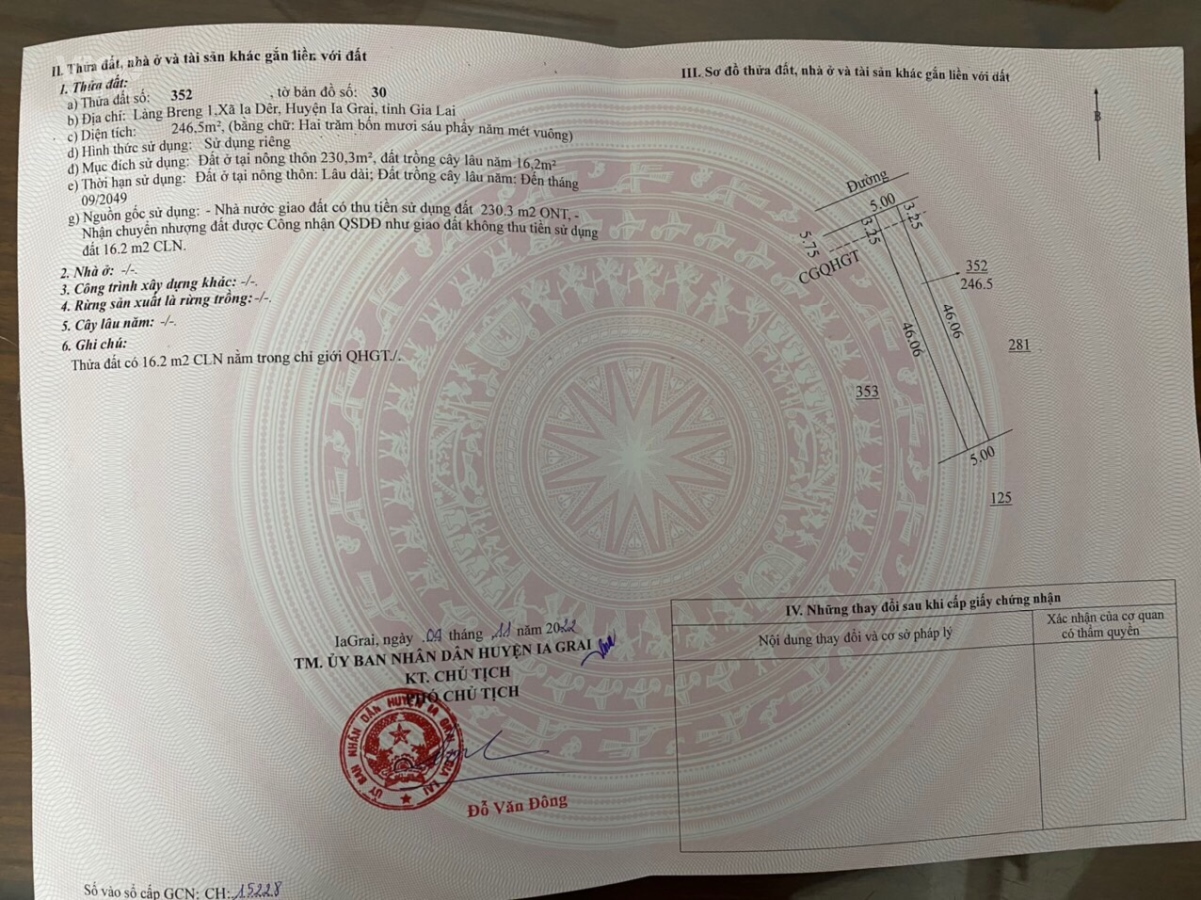 II. Thửa đất, nhà ở và tài sản khác gắn liền với đất
1. Thửa đất:
a) Thửa đất số: 352 , tờ bản đồ số: 30
b) Địa chỉ: Làng Breng 1,Xã Ia Dêr, Huyện Ia Grai, tỉnh Gia Lai
c) Diện tích: 246,5m², (bằng chữ: Hai trăm bốn mươi sáu phẩy năm mét vuông)
d) Hình thức sử dụng: Sử dụng riêng
đ) Mục đích sử dụng: Đất ở tại nông thôn 230,3m², đất trồng cây lâu năm 16,2m²
e) Thời hạn sử dụng: Đất ở tại nông thôn: Lâu dài; Đất trồng cây lâu năm: Đến tháng
09/2049
g) Nguồn gốc sử dụng: - Nhà nước giao đất có thu tiền sử dụng đất 230.3 m2 ONT, -
Nhận chuyển nhượng đất được Công nhận QSDĐ như giao đất không thu tiền sử dụng
đất 16.2 m2 CLN.
2. Nhà ở: -/-.
3. Công trình xây dựng khác: -/-.
4. Rừng sản xuất là rừng trồng: -/-.
5. Cây lâu năm: -/-.
6. Ghi chú:
Thửa đất có 16.2 m2 CLN nằm trong chỉ giới QHGT./.
IaGrai, ngày 09 tháng 11 năm 2022
TM. ỦY BAN NHÂN DÂN HUYỆN IA GRAI
KT. CHỦ TỊCH
PHÓ CHỦ TỊCH
ỦY BAN NHÂN DÂN HUYỆN IA GRAI GIA LAI
Đỗ Văn Đông
Số vào sổ cấp GCN: CH: 15228
III. Sơ đồ thửa đất, nhà ở và tài sản khác gắn liền với đất
B
Đường
5.00
3.25
3.25
5.75
CGQHGT
352
246.5
46.06
46.06
281
353
5.00
125
IV. Những thay đổi sau khi cấp giấy chứng nhận
Nội dung thay đổi và cơ sở pháp lý
Xác nhận của cơ quan
có thẩm quyền